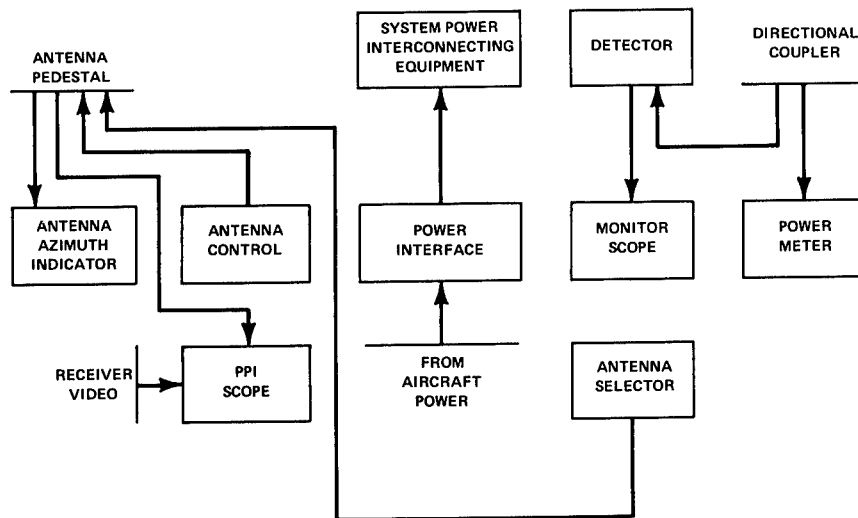 ANTENNA
PEDESTAL
SYSTEM POWER
INTERCONNECTING
EQUIPMENT
DETECTOR
DIRECTIONAL
COUPLER
ANTENNA
AZIMUTH
INDICATOR
ANTENNA
CONTROL
POWER
INTERFACE
MONITOR
SCOPE
POWER
METER
RECEIVER
VIDEO
PPI
SCOPE
FROM
AIRCRAFT
POWER
ANTENNA
SELECTOR